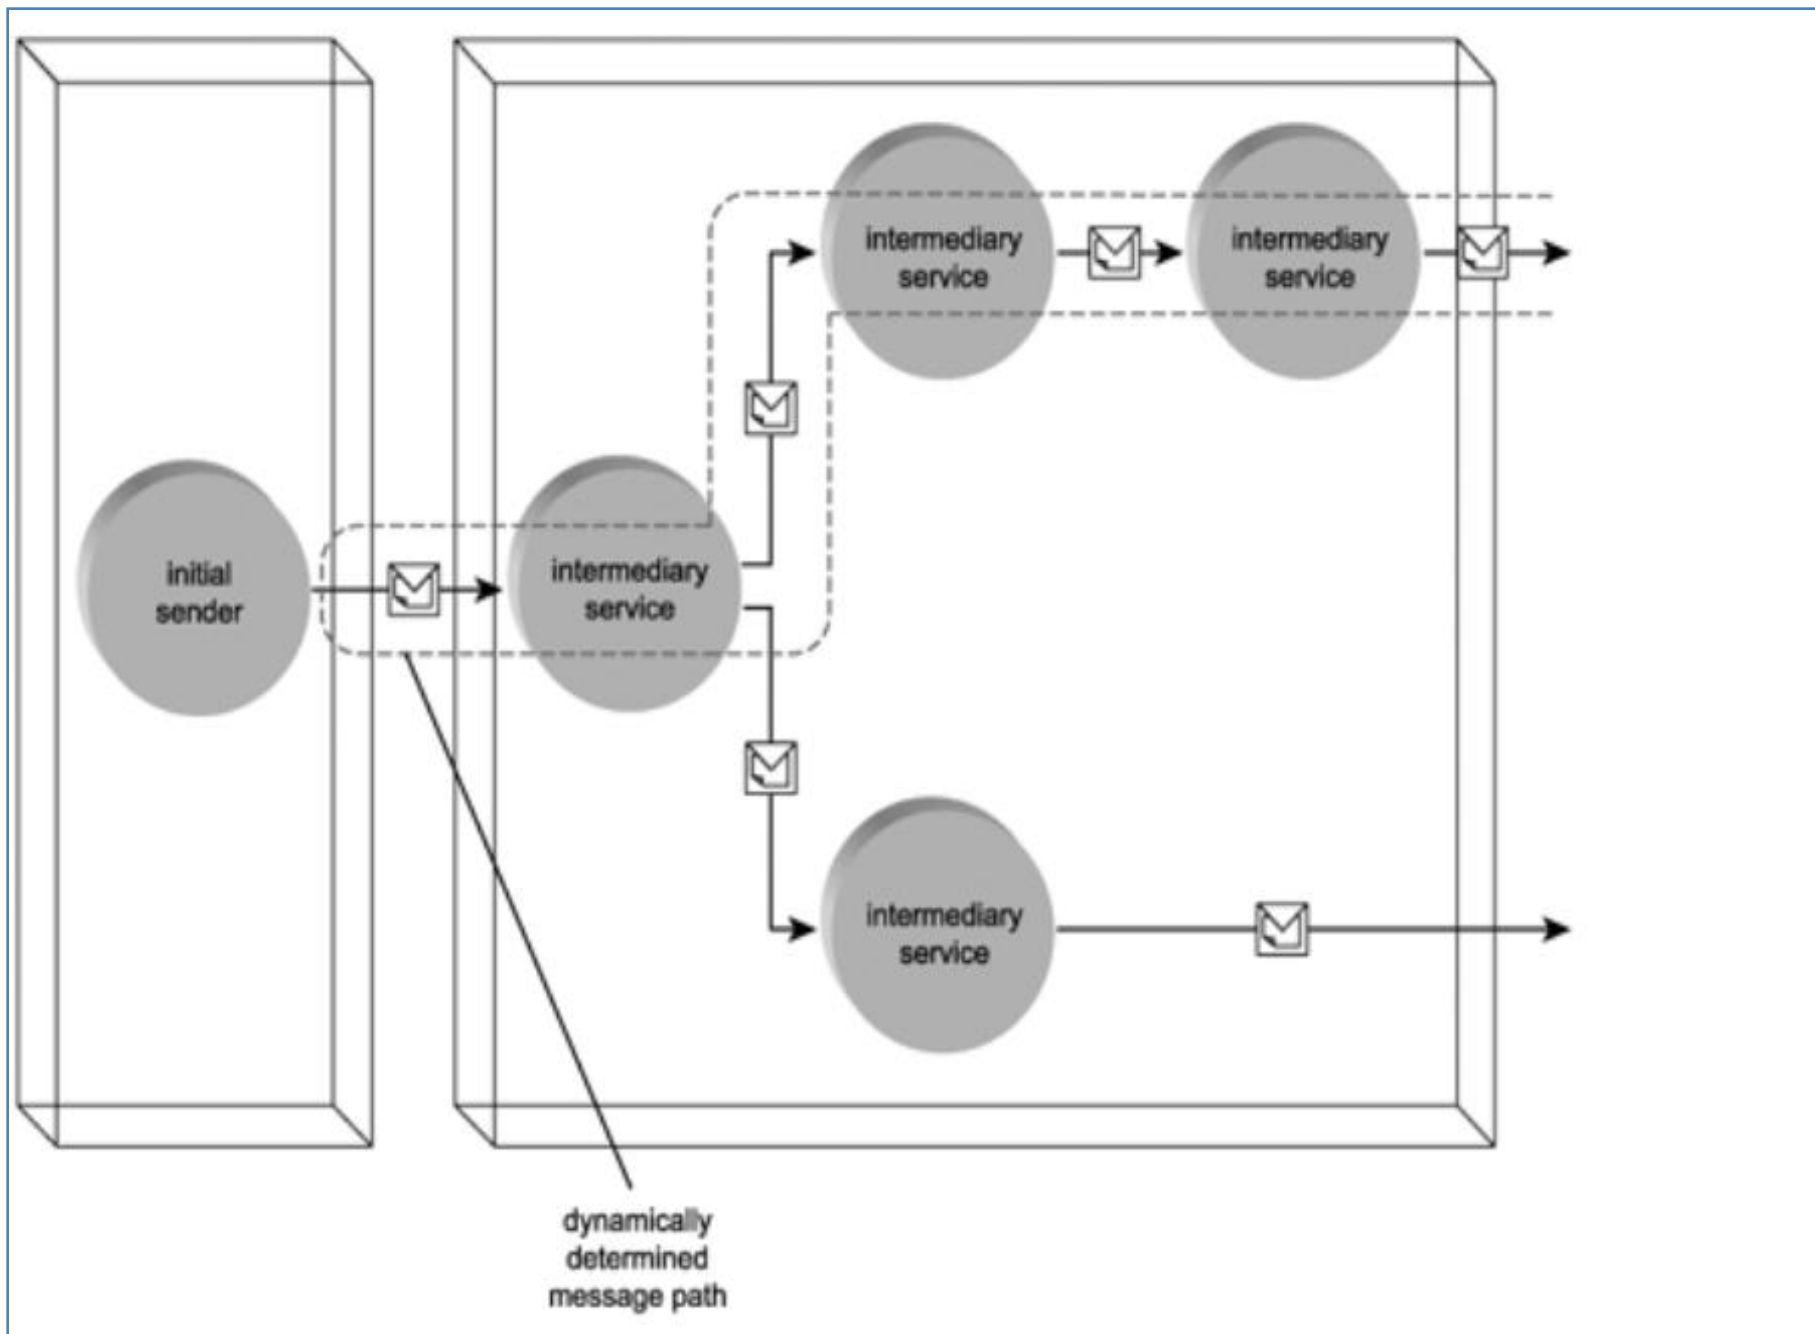 intermediary
service
intermediary
service
initial
sender
intermediary
service
intermediary
service
dynamically
determined
message path